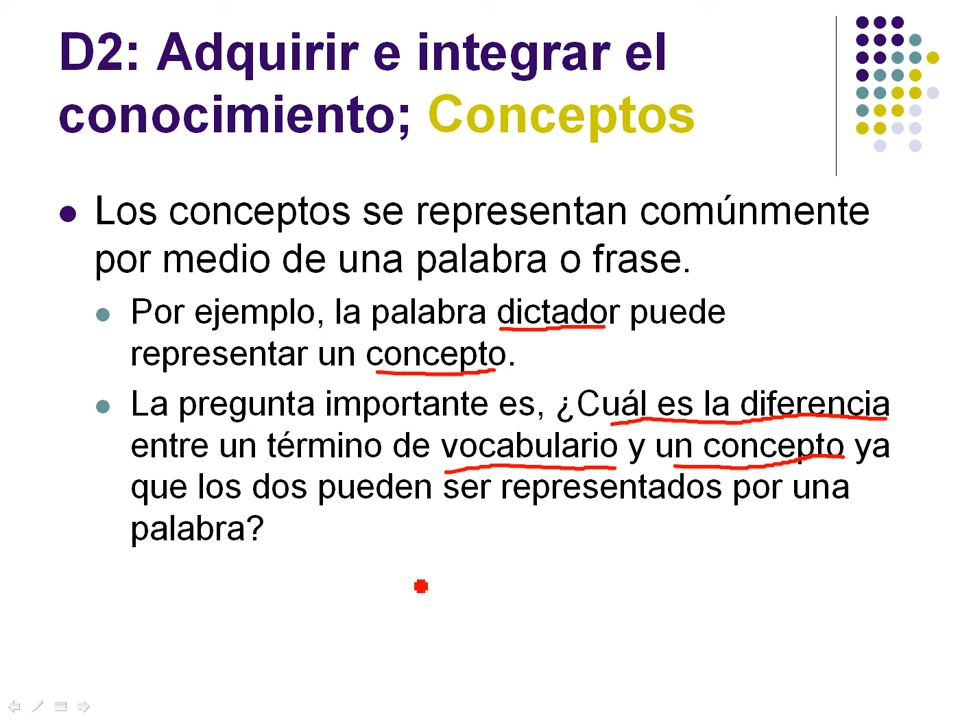 D2: Adquirir e integrar el
conocimiento; Conceptos
Los conceptos se representan comúnmente
por medio de una palabra o frase.
Por ejemplo, la palabra dictador puede
representar un concepto.
La pregunta importante es, ¿Cuál es la diferencia
entre un término de vocabulario y un concepto ya
que los dos pueden ser representados por una
palabra?